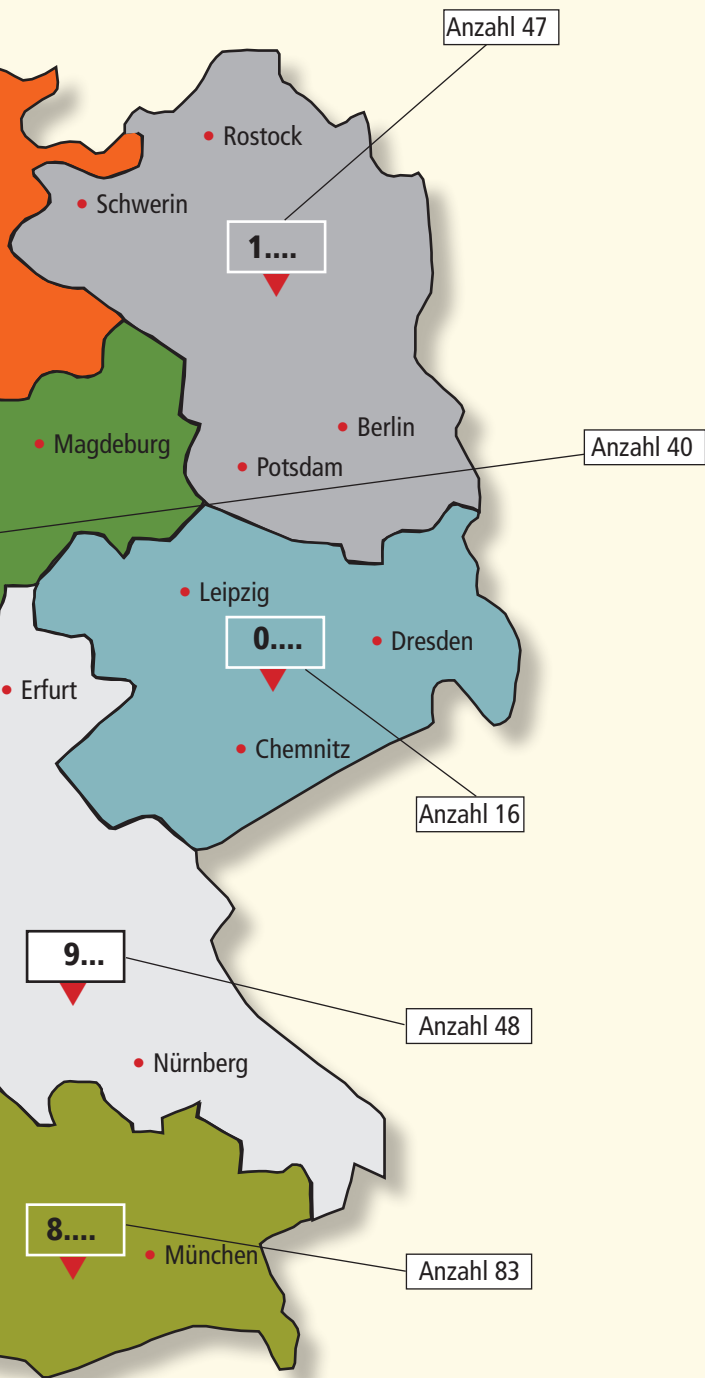 Anzahl 47
Rostock
Schwerin
1....
Berlin
Magdeburg
Anzahl 40
Potsdam
Leipzig
0....
Dresden
Erfurt
Chemnitz
Anzahl 16
9...
Anzahl 48
Nürnberg
8....
München
Anzahl 83